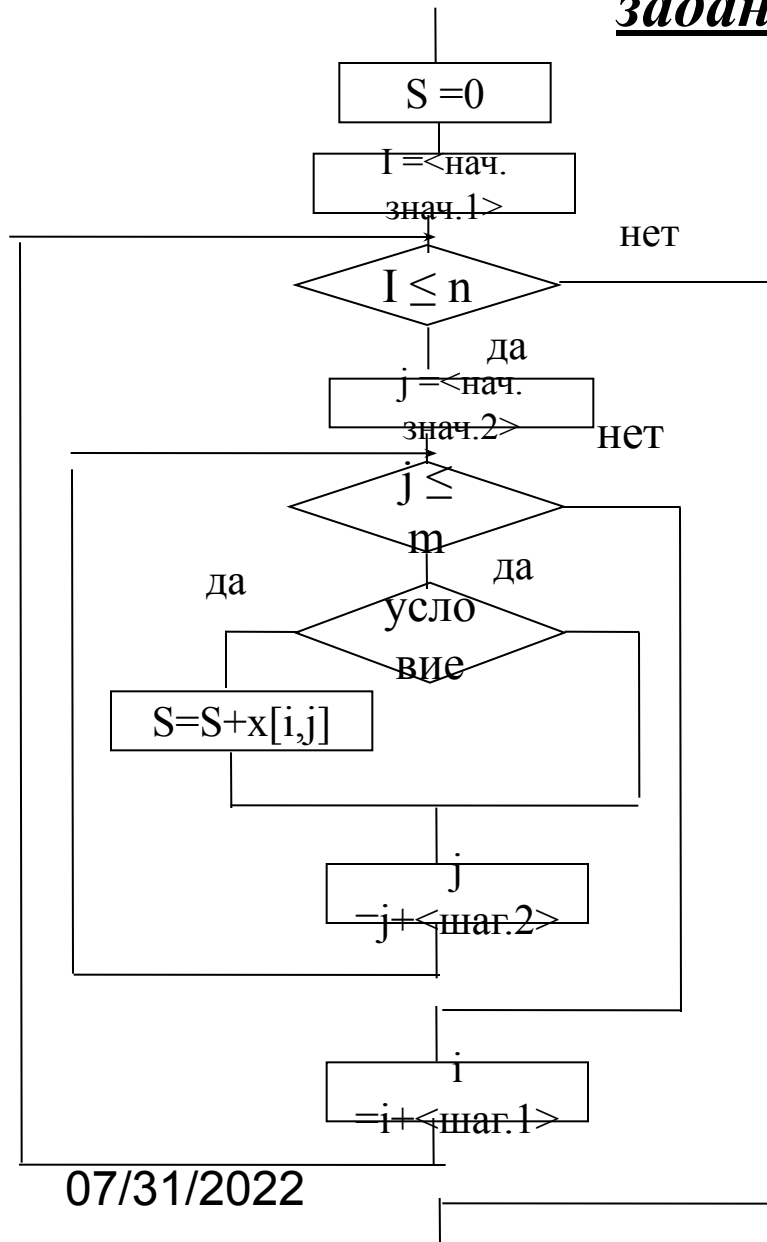 задан
S =0
I =<нач.
знач.1>
нет
I ≤ n
да
j =<нач.
знач.2>
нет
j ≤
m
да
да
усло
вие
S=S+x[i,j]
j
=j+<шаг.2>
i
=i+<шаг.1>
07/31/2022